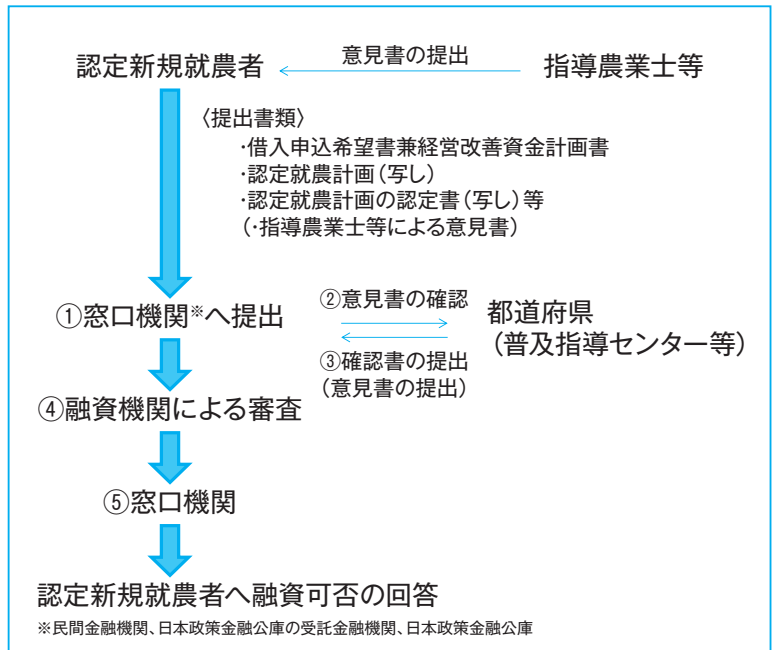 認定新規就農者
意見書の提出
指導農業士等
〈提出書類〉
・借入申込希望書兼経営改善資金計画書
・認定就農計画(写し)
・認定就農計画の認定書(写し)等
(・指導農業士等による意見書)
①窓口機関※へ提出
②意見書の確認
都道府県
(普及指導センター等)
③確認書の提出
(意見書の提出)
④融資機関による審査
⑤窓口機関
認定新規就農者へ融資可否の回答
※民間金融機関、日本政策金融公庫の受託金融機関、日本政策金融公庫